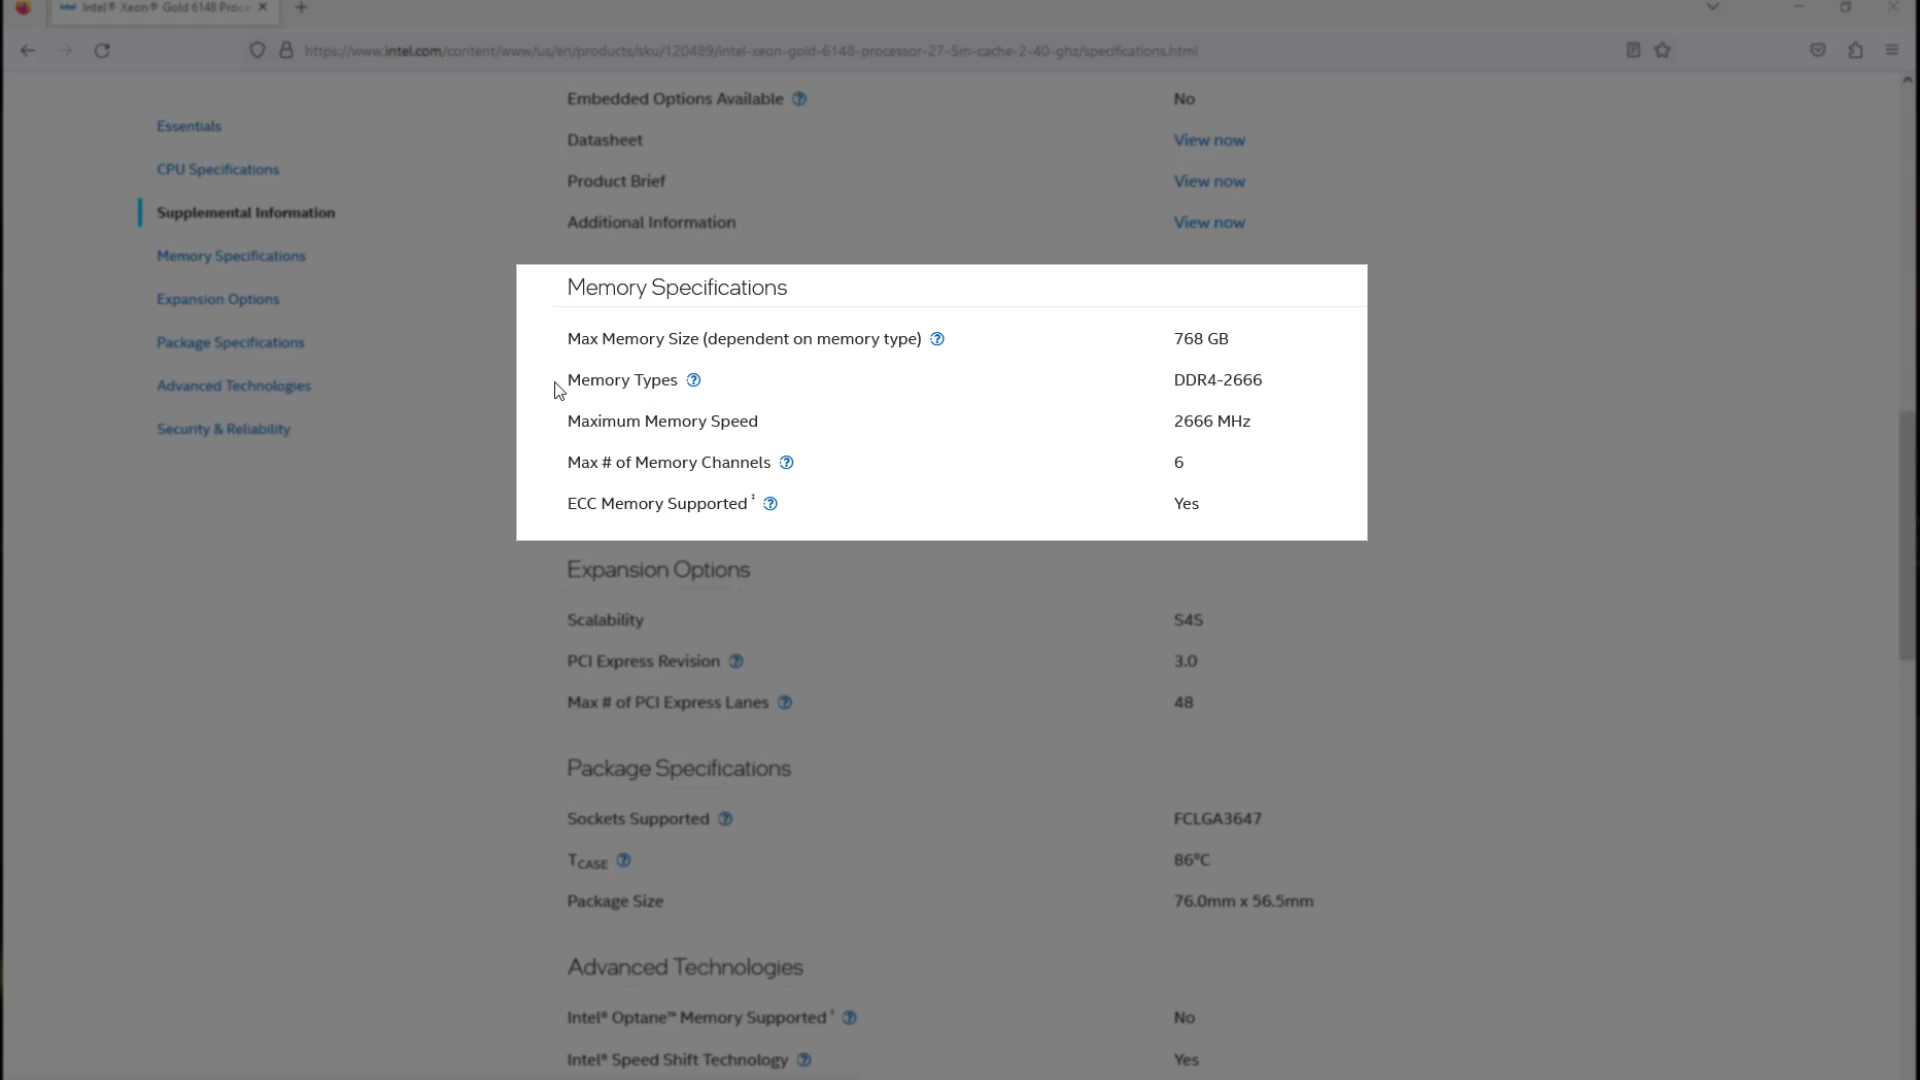 intel Intel® Xeon® Gold 6148 Proce
https://www.intel.com/content/www/us/en/products/sku/120489/intel-xeon-gold-6148-processor-27-5m-cache-2-40-ghz/specifications.html
Essentials
CPU Specifications
Supplemental Information
Memory Specifications
Expansion Options
Package Specifications
Advanced Technologies
Security & Reliability
Embedded Options Available ? No
Datasheet View now
Product Brief View now
Additional Information View now
Memory Specifications
Max Memory Size (dependent on memory type) ? 768 GB
Memory Types ? DDR4-2666
Maximum Memory Speed 2666 MHz
Max # of Memory Channels ? 6
ECC Memory Supported ‡ ? Yes
Expansion Options
Scalability S4S
PCI Express Revision ? 3.0
Max # of PCI Express Lanes ? 48
Package Specifications
Sockets Supported ? FCLGA3647
TCASE ? 86°C
Package Size 76.0mm x 56.5mm
Advanced Technologies
Intel® Optane™ Memory Supported ‡ ? No
Intel® Speed Shift Technology ? Yes